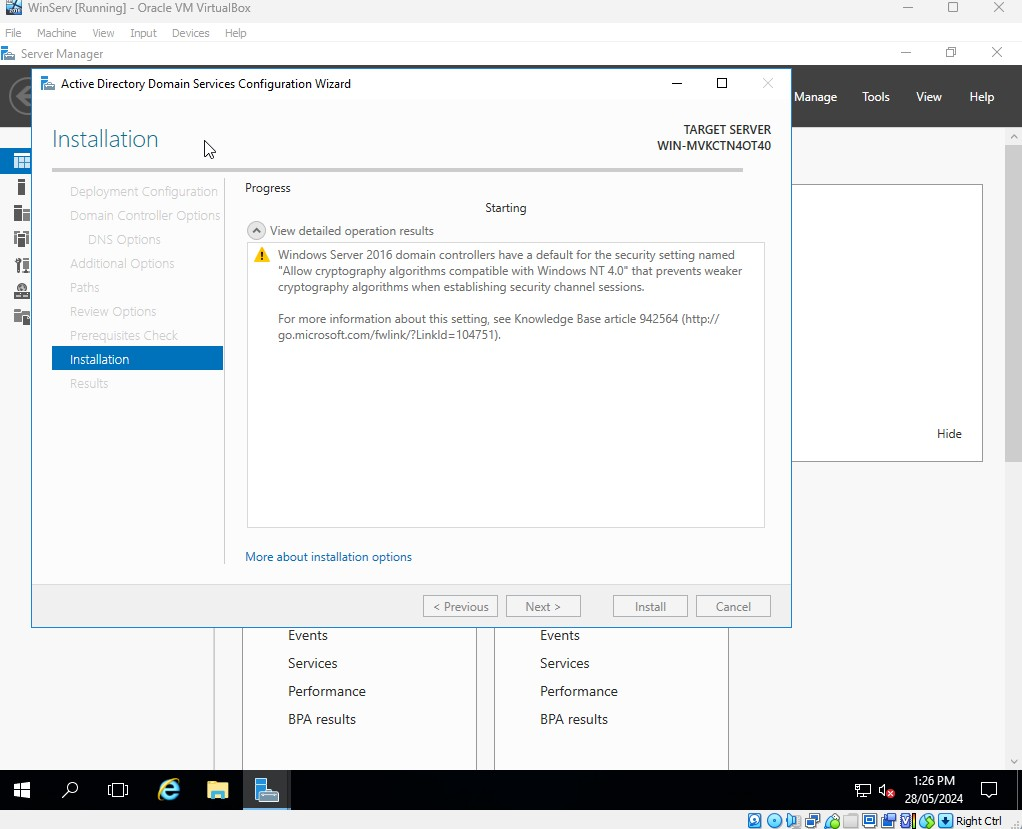 WinServ [Running] - Oracle VM VirtualBox
File Machine View Input Devices Help
Server Manager
Active Directory Domain Services Configuration Wizard
Manage Tools View Help
Installation
TARGET SERVER
WIN-MVKCTN4OT40
Deployment Configuration
Domain Controller Options
DNS Options
Additional Options
Paths
Review Options
Prerequisites Check
Installation
Results
Progress
Starting
View detailed operation results
Windows Server 2016 domain controllers have a default for the security setting named
"Allow cryptography algorithms compatible with Windows NT 4.0" that prevents weaker
cryptography algorithms when establishing security channel sessions.
For more information about this setting, see Knowledge Base article 942564 (http://
go.microsoft.com/fwlink/?LinkId=104751).
More about installation options
< Previous Next > Install Cancel
Hide
Events Events
Services Services
Performance Performance
BPA results BPA results
1:26 PM
28/05/2024
Right Ctrl